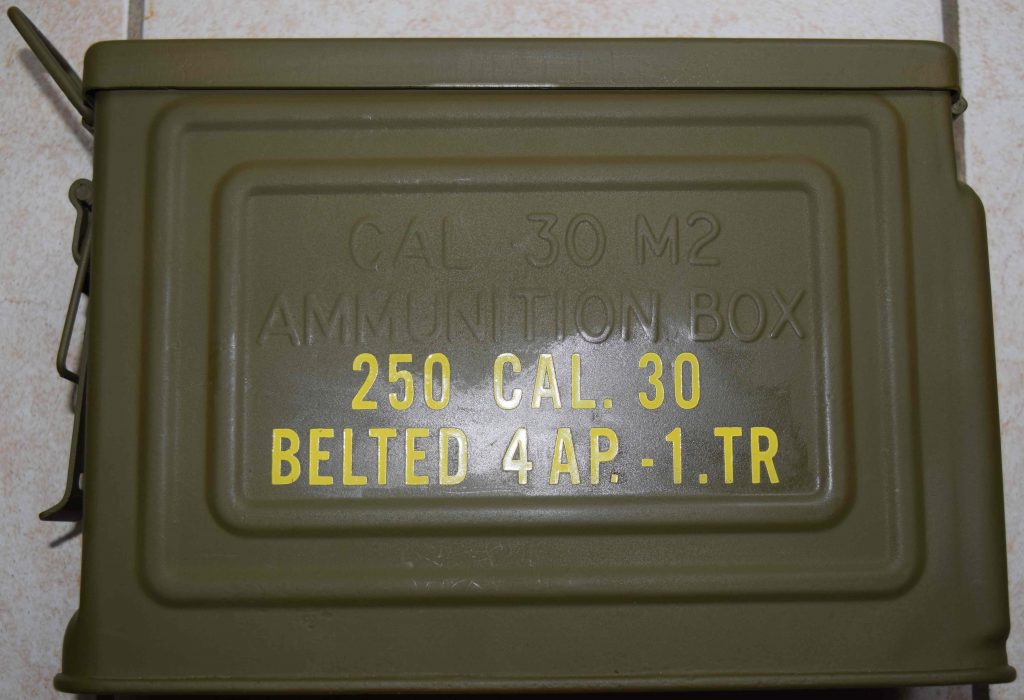 CAL. 30 M2
AMMUNITION BOX
250 CAL. 30
BELTED 4 AP. - 1. TR